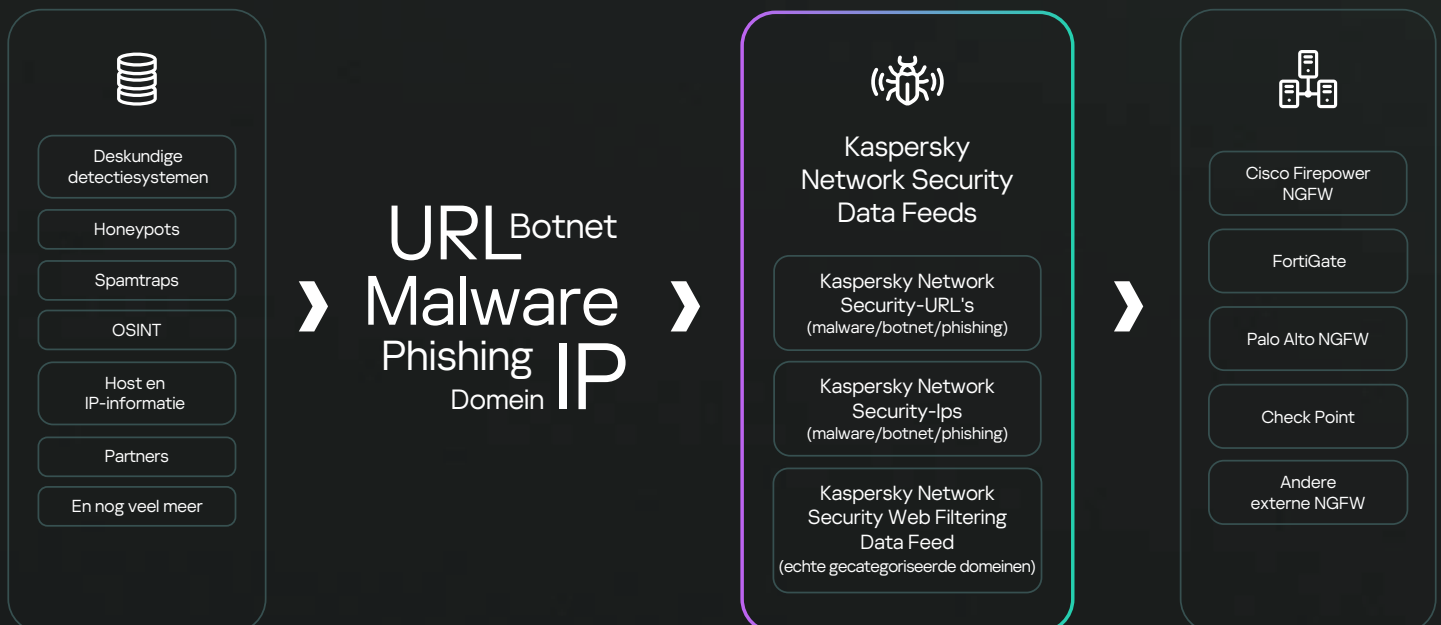 Deskundige
detectiesystemen
Honeypots
Spamtraps
OSINT
Host en
IP-informatie
Partners
En nog veel meer
URL
Botnet
Malware
Phishing
IP
Domein
Kaspersky
Network Security
Data Feeds
Kaspersky Network
Security-URL's
(malware/botnet/phishing)
Kaspersky Network
Security-Ips
(malware/botnet/phishing)
Kaspersky Network
Security Web Filtering
Data Feed
(echte gecategoriseerde domeinen)
Cisco Firepower
NGFW
FortiGate
Palo Alto NGFW
Check Point
Andere
externe NGFW